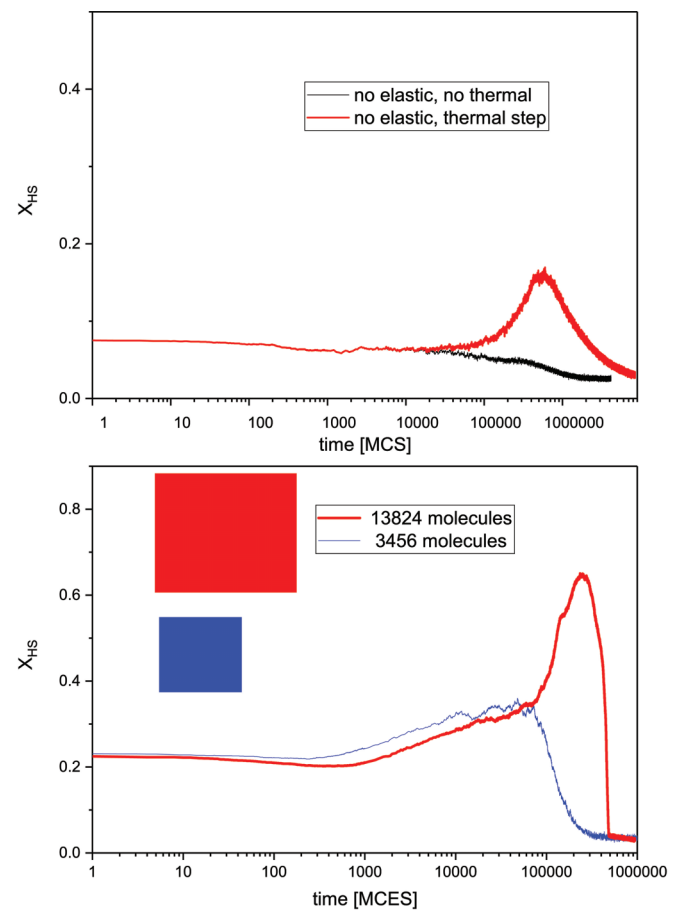 0.4
0.2
0.0
X_HS
no elastic, no thermal
no elastic, thermal step
1 10 100 1000 10000 100000 1000000
time [MCS]
0.8
0.6
0.4
0.2
0.0
X_HS
13824 molecules
3456 molecules
1 10 100 1000 10000 100000 1000000
time [MCES]